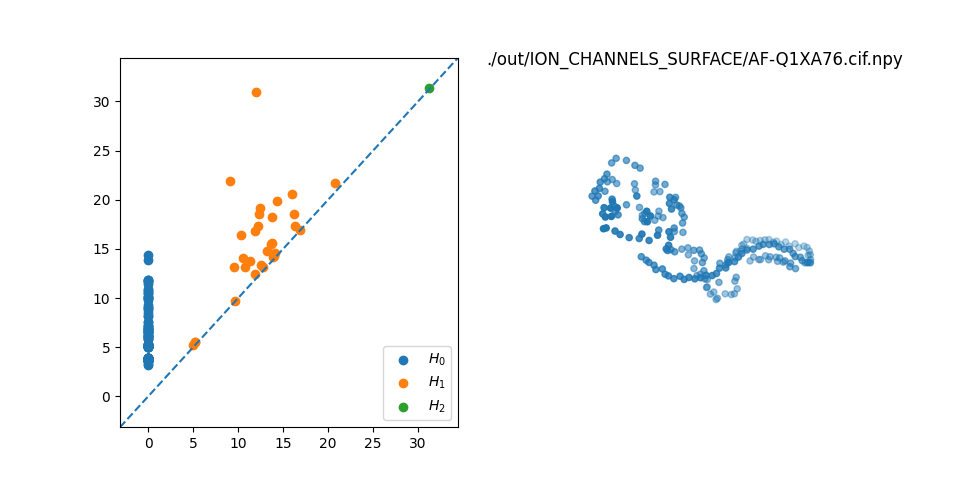 ./out/ION_CHANNELS_SURFACE/AF-Q1XA76.cif.npy
30
25
20
15
10
5
0
H₀
H₁
H₂
0 5 10 15 20 25 30